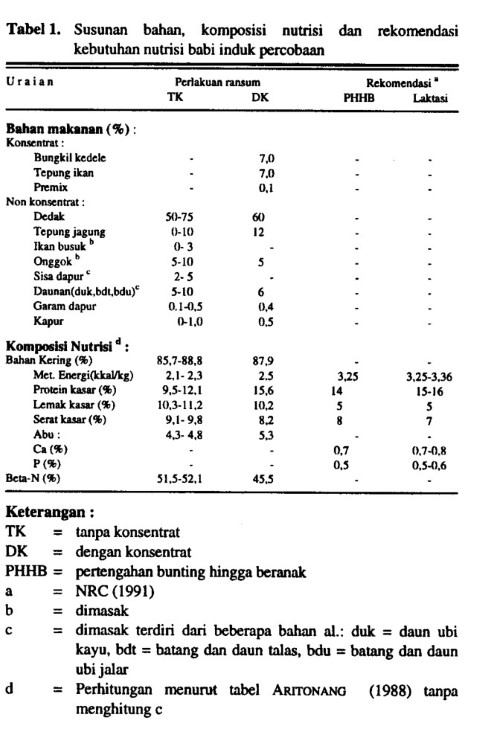 Tabel 1. Susunan bahan, komposisi nutrisi dan rekomendasi
kebutuhan nutrisi babi induk percobaan
Uraian Perlakuan ransum Rekomendasi a
TK DK PHHB Laktasi
Bahan makanan (%) :
Konsentrat :
Bungkil kedele - 7,0 - -
Tepung ikan - 7,0 - -
Premix - 0,1 - -
Non konsentrat :
Dedak 50-75 60 - -
Tepung jagung 0-10 12 - -
Ikan busuk b 0- 3 - - -
Onggok b 5-10 5 - -
Sisa dapur c 2- 5 - - -
Daunan(duk,bdt,bdu)c 5-10 6 - -
Garam dapur 0.1-0,5 0,4 - -
Kapur 0-1,0 0,5 - -
Komposisi Nutrisi d :
Bahan Kering (%) 85,7-88,8 87,9 - -
Met. Energi(kkal/kg) 2,1- 2,3 2.5 3,25 3,25-3,36
Protein kasar (%) 9,5-12,1 15,6 14 15-16
Lemak kasar (%) 10,3-11,2 10,2 5 5
Serat kasar (%) 9,1- 9,8 8,2 8 7
Abu : 4,3- 4,8 5,3 - -
Ca (%) - - 0,7 0,7-0,8
P (%) - - 0,5 0,5-0,6
Beta-N (%) 51,5-52,1 45,5 - -
Keterangan :
TK = tanpa konsentrat
DK = dengan konsentrat
PHHB = pertengahan bunting hingga beranak
a = NRC (1991)
b = dimasak
c = dimasak terdiri dari beberapa bahan al.: duk = daun ubi
kayu, bdt = batang dan daun talas, bdu = batang dan daun
ubi jalar
d = Perhitungan menurut tabel ARITONANG (1988) tanpa
menghitung c